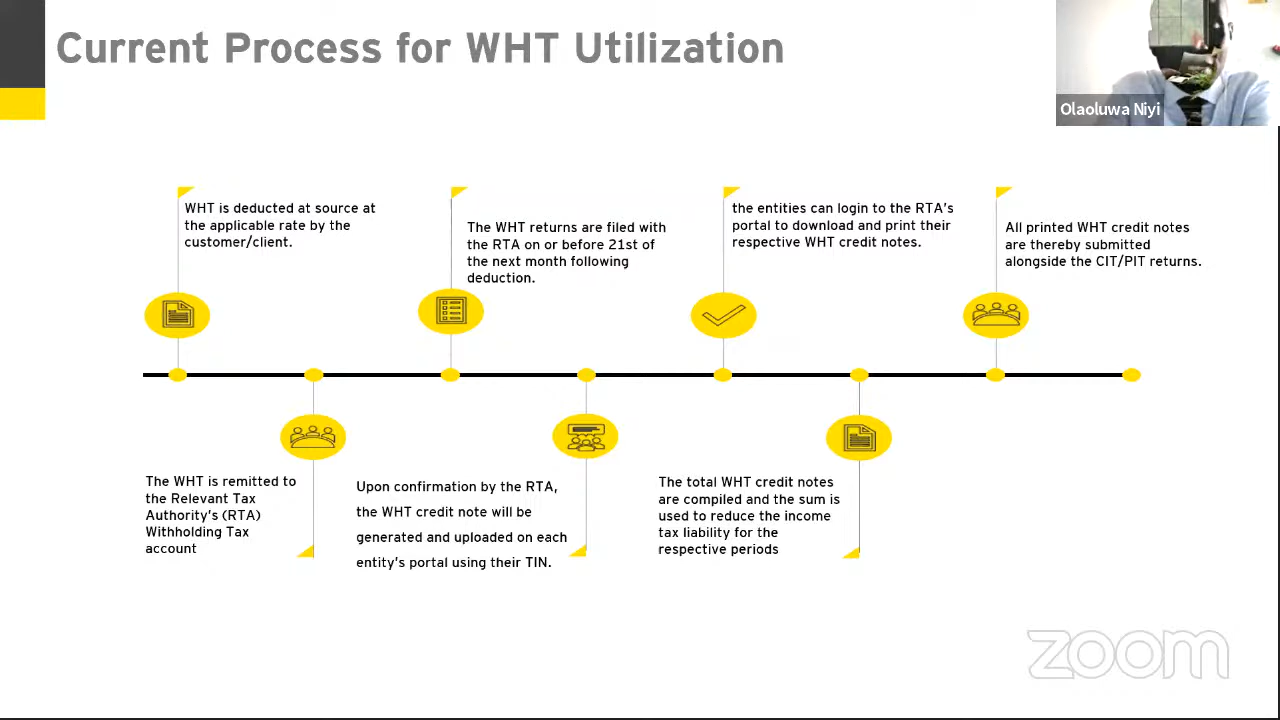 Current Process for WHT Utilization
Olaoluwa Niyi
WHT is deducted at source at
the applicable rate by the
customer/client.
The WHT is remitted to
the Relevant Tax
Authority's (RTA)
Withholding Tax
account
The WHT returns are filed with
the RTA on or before 21st of
the next month following
deduction.
Upon confirmation by the RTA,
the WHT credit note will be
generated and uploaded on each
entity's portal using their TIN.
the entities can login to the RTA's
portal to download and print their
respective WHT credit notes.
The total WHT credit notes
are compiled and the sum is
used to reduce the income
tax liability for the
respective periods
All printed WHT credit notes
are thereby submitted
alongside the CIT/PIT returns.
zoom